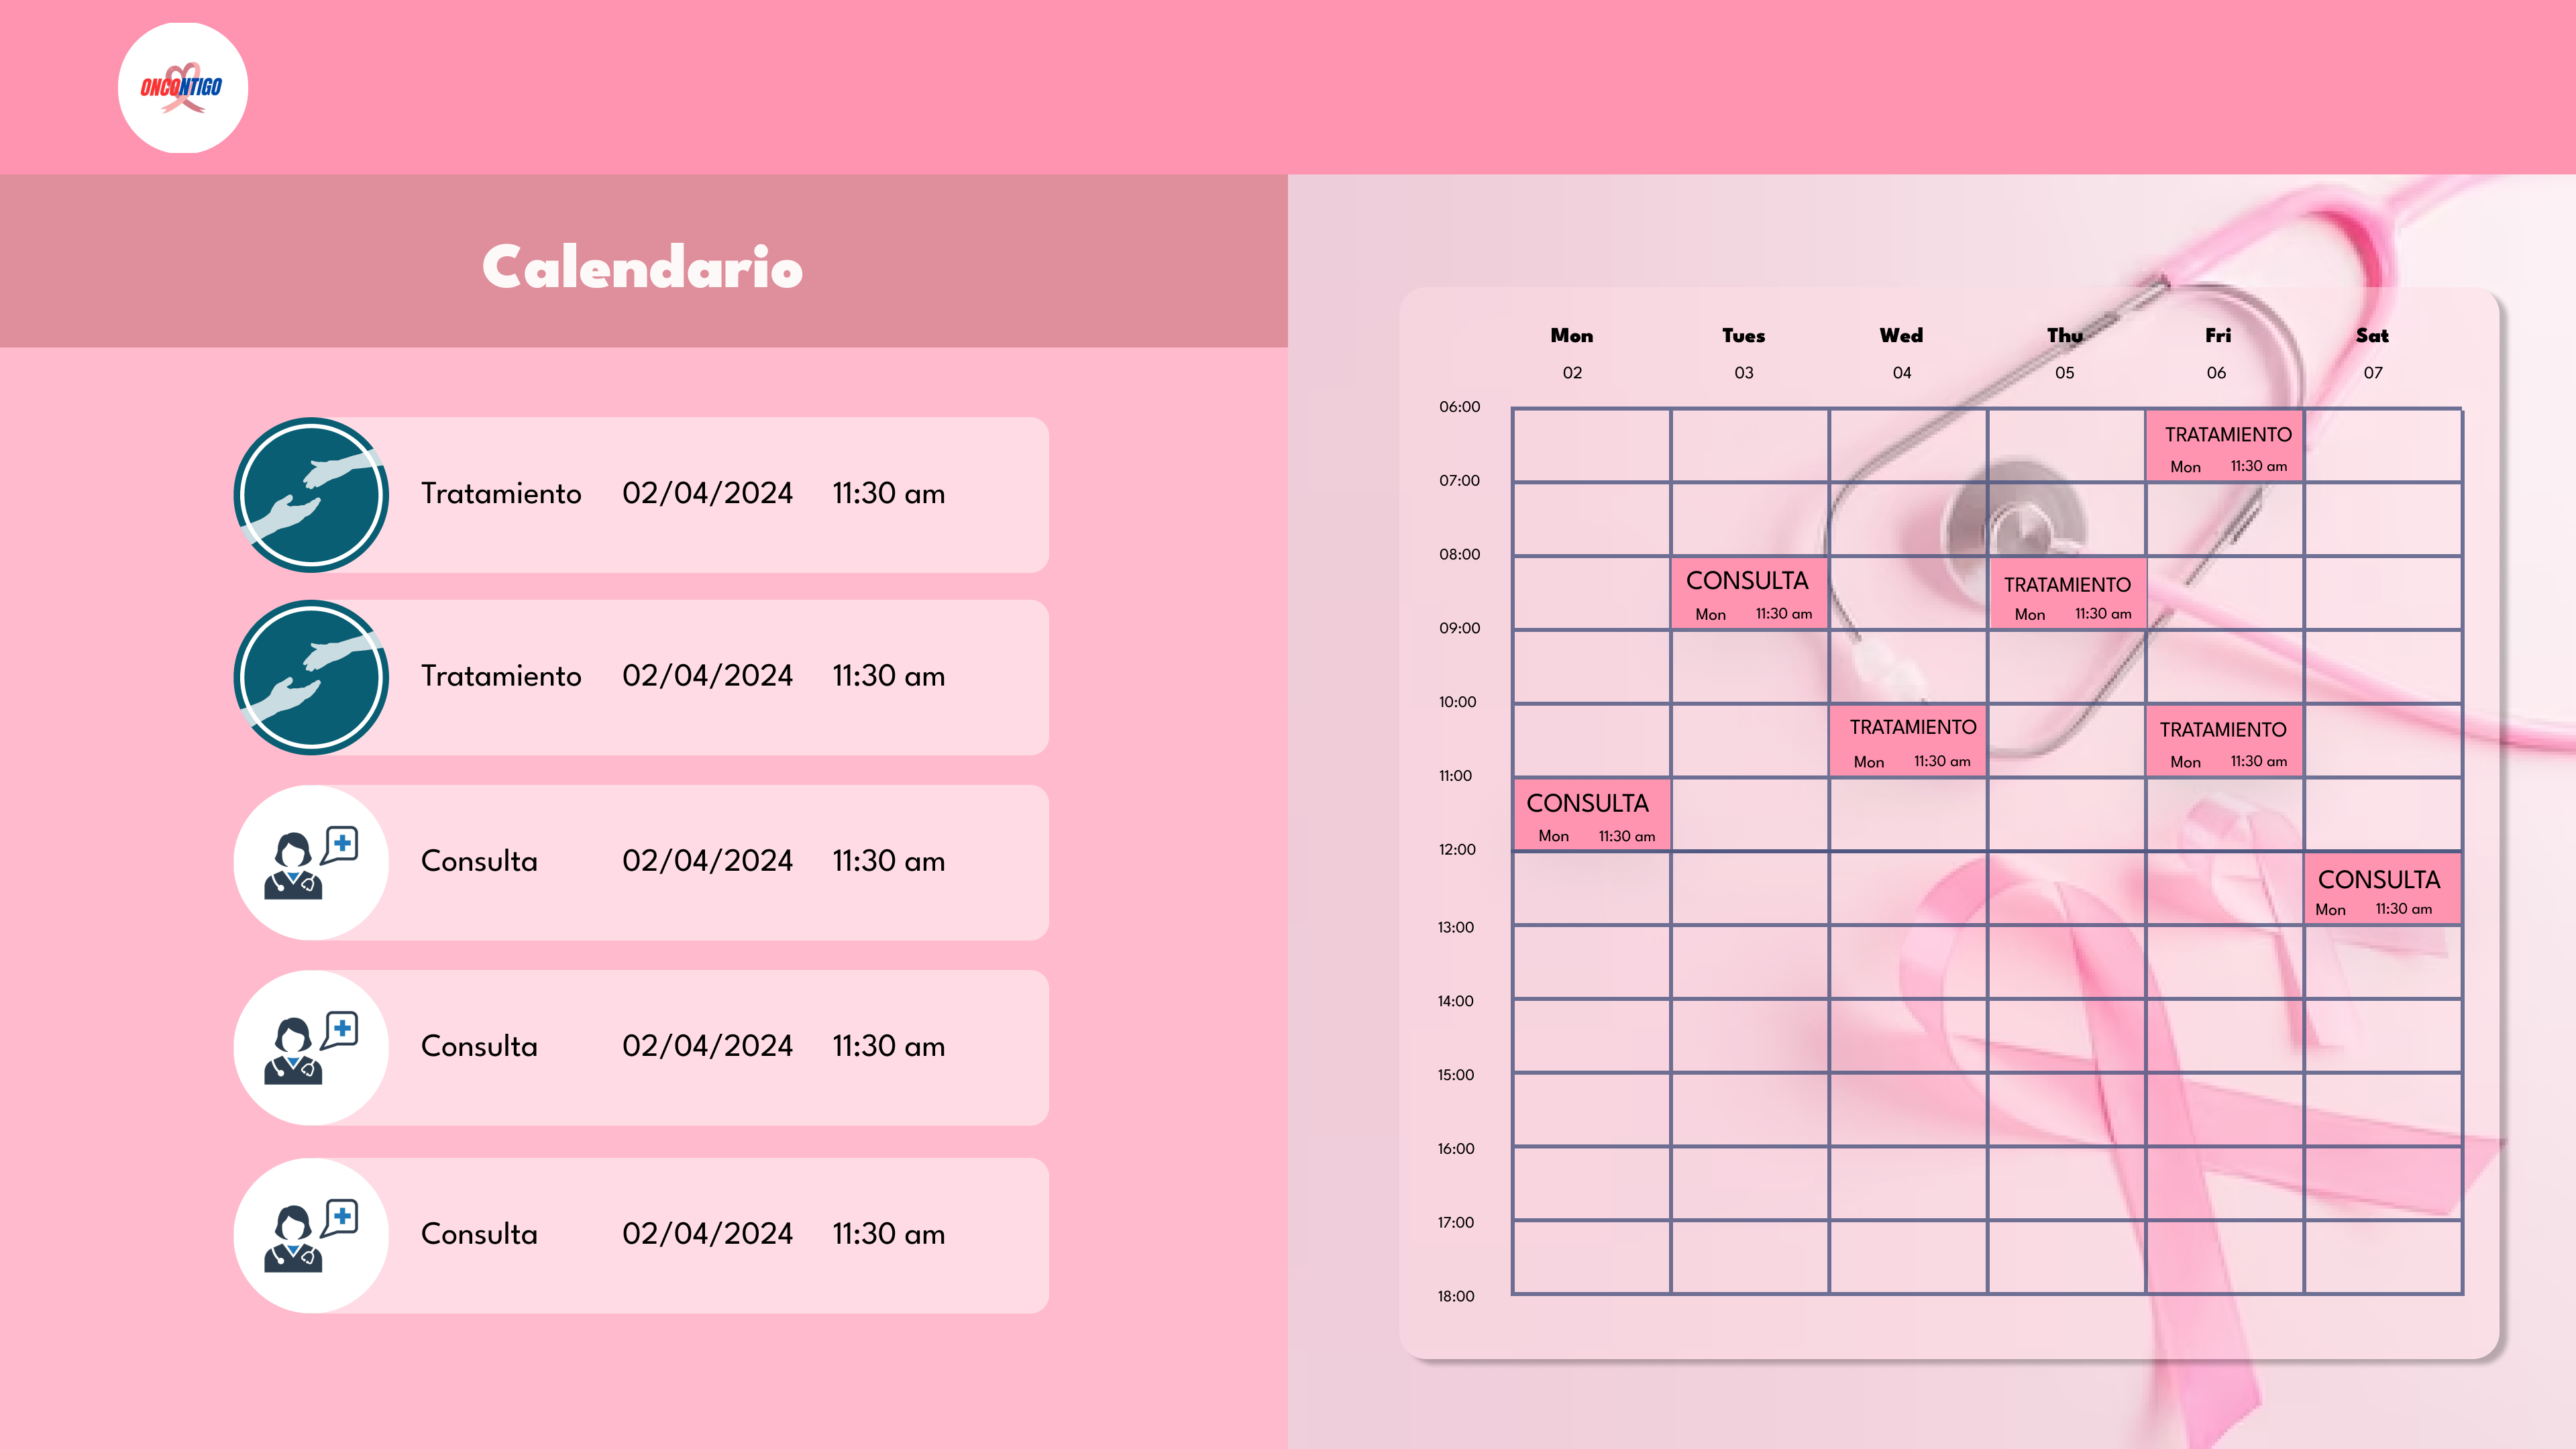 ONCONTIGO
Calendario
Tratamiento 02/04/2024 11:30 am
Tratamiento 02/04/2024 11:30 am
Consulta 02/04/2024 11:30 am
Consulta 02/04/2024 11:30 am
Consulta 02/04/2024 11:30 am
Mon Tues Wed Thu Fri Sat
02 03 04 05 06 07
06:00
TRATAMIENTO
Mon 11:30 am
07:00
08:00
CONSULTA TRATAMIENTO
Mon 11:30 am Mon 11:30 am
09:00
10:00
TRATAMIENTO TRATAMIENTO
Mon 11:30 am Mon 11:30 am
11:00
CONSULTA
Mon 11:30 am
12:00
CONSULTA
Mon 11:30 am
13:00
14:00
15:00
16:00
17:00
18:00